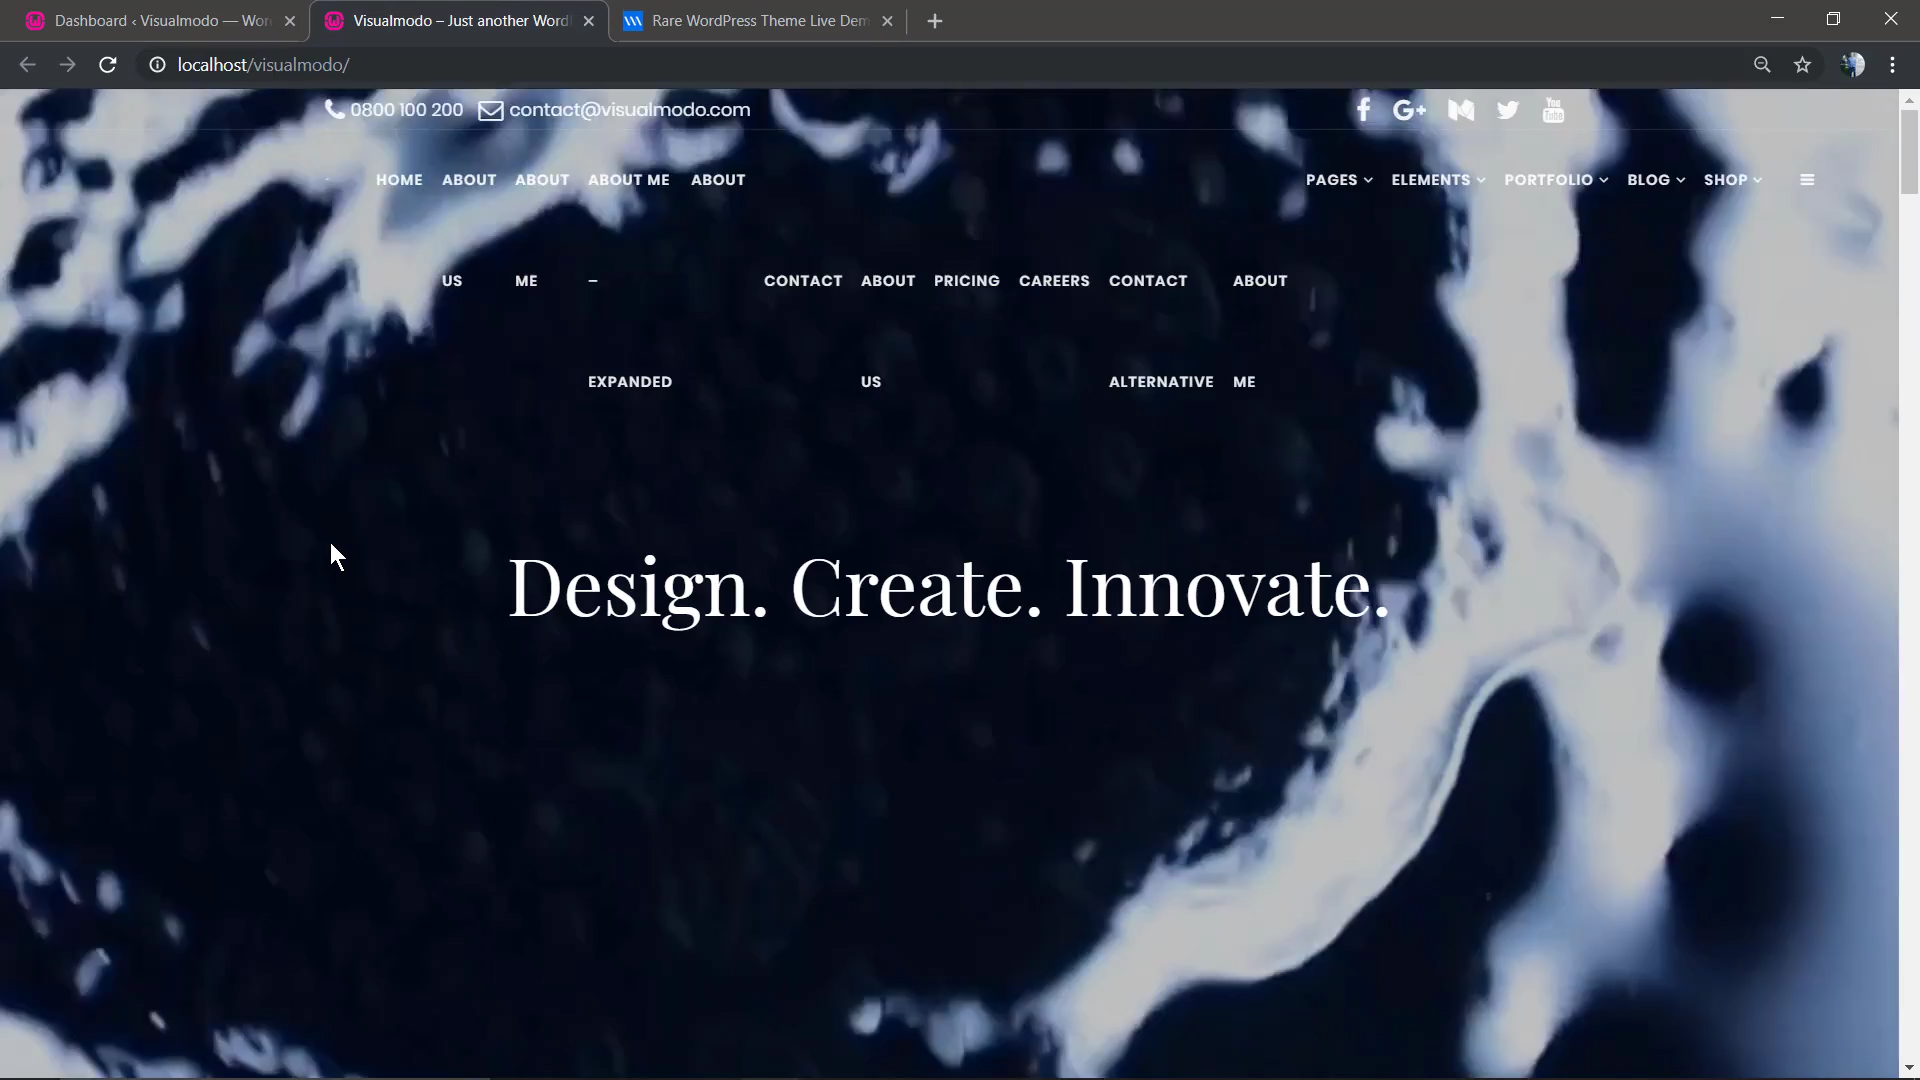 Dashboard ‹ Visualmodo — Wor
Visualmodo – Just another Word
Rare WordPress Theme Live Dem
localhost/visualmodo/
0800 100 200 contact@visualmodo.com
G+
You Tube
HOME ABOUT ABOUT ABOUT ME ABOUT PAGES ELEMENTS PORTFOLIO BLOG SHOP
US ME – CONTACT ABOUT PRICING CAREERS CONTACT ABOUT
EXPANDED US ALTERNATIVE ME
Design. Create. Innovate.